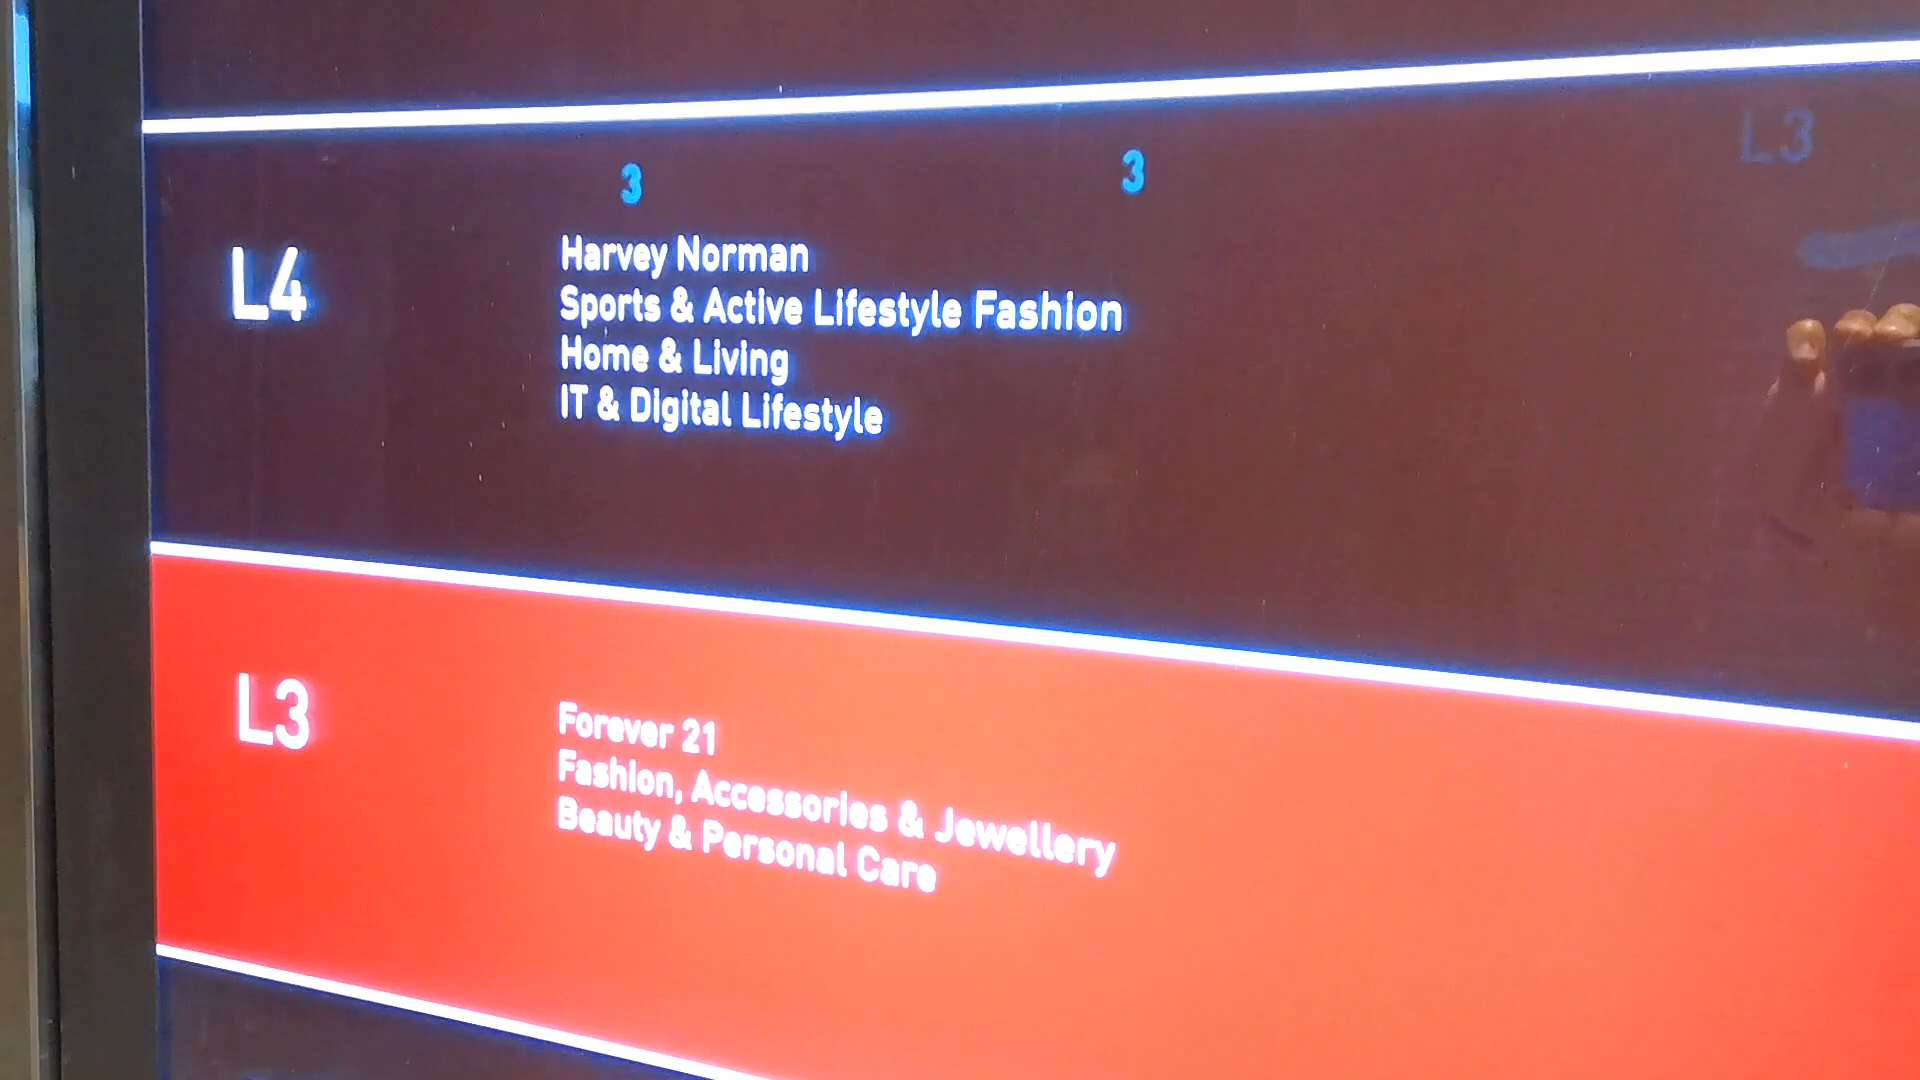 3 3 L3
L4
Harvey Norman
Sports & Active Lifestyle Fashion
Home & Living
IT & Digital Lifestyle
L3
Forever 21
Fashion, Accessories & Jewellery
Beauty & Personal Care